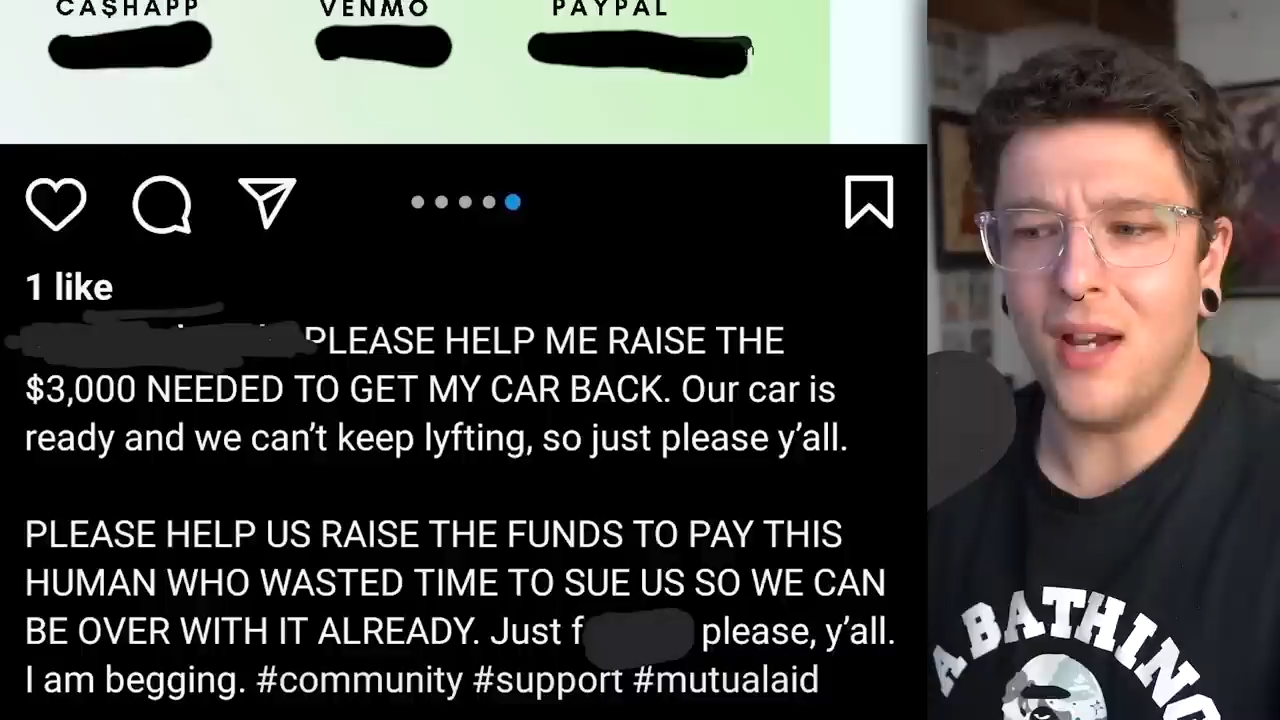 CA$HAPP VENMO PAYPAL
1 like
PLEASE HELP ME RAISE THE
$3,000 NEEDED TO GET MY CAR BACK. Our car is
ready and we can't keep lyfting, so just please y'all.
PLEASE HELP US RAISE THE FUNDS TO PAY THIS
HUMAN WHO WASTED TIME TO SUE US SO WE CAN
BE OVER WITH IT ALREADY. Just f please, y'all.
I am begging. #community #support #mutualaid
A BATHING